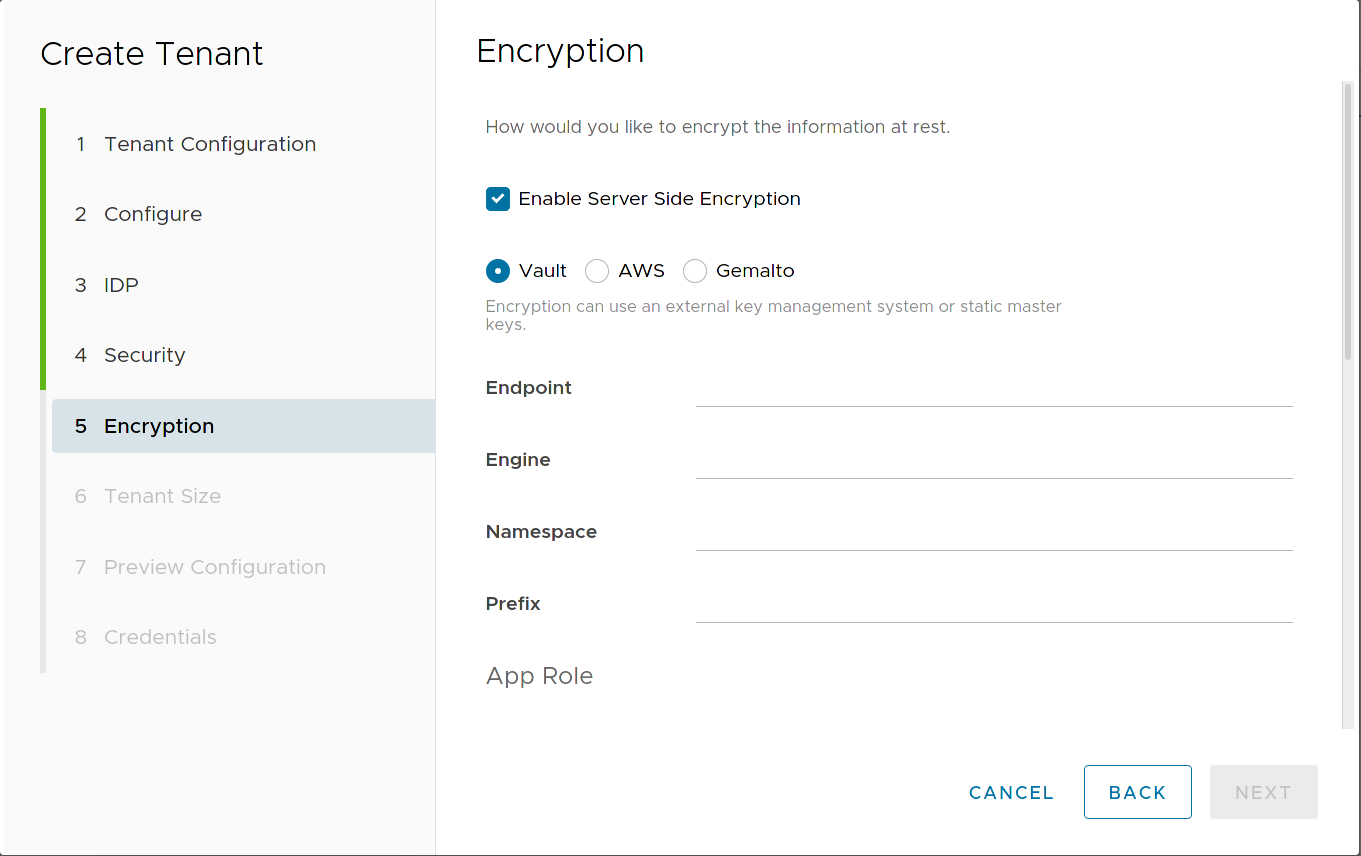 Create Tenant
1 Tenant Configuration
2 Configure
3 IDP
4 Security
5 Encryption
6 Tenant Size
7 Preview Configuration
8 Credentials
Encryption
How would you like to encrypt the information at rest.
Enable Server Side Encryption
Vault AWS Gemalto
Encryption can use an external key management system or static master
keys.
Endpoint
Engine
Namespace
Prefix
App Role
CANCEL BACK NEXT